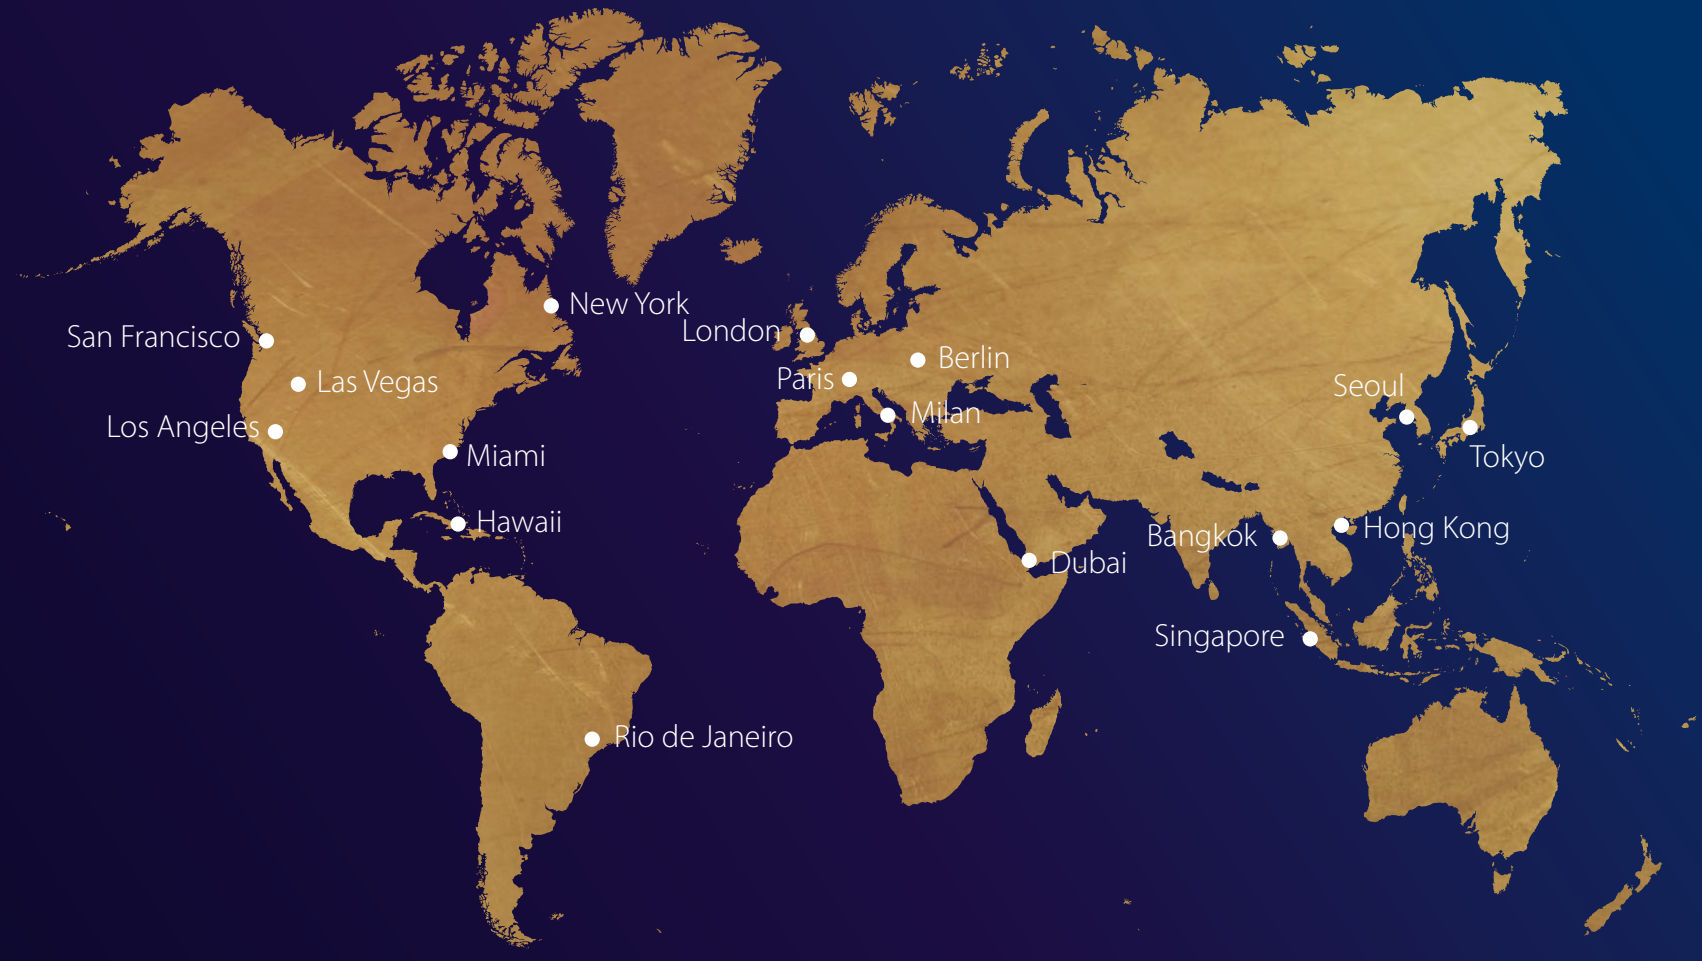 New York
London
San Francisco
Berlin
Paris
Las Vegas
Seoul
Milan
Los Angeles
Miami
Tokyo
Hawaii
Hong Kong
Bangkok
Dubai
Singapore
Rio de Janeiro